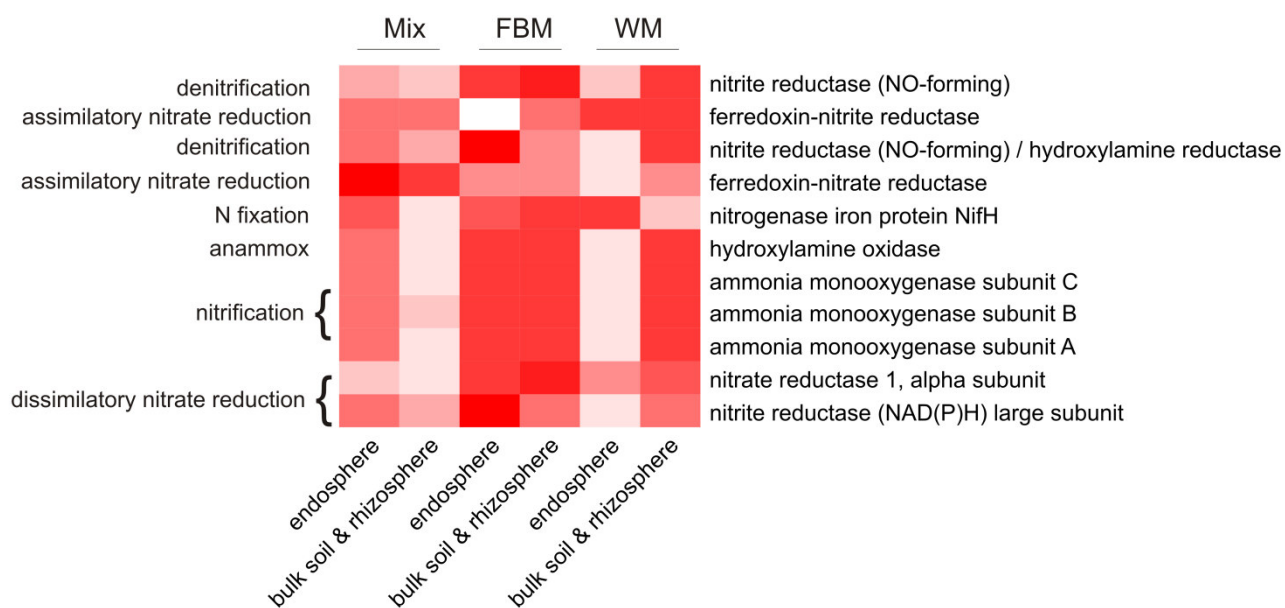 Mix FBM WM
denitrification nitrite reductase (NO-forming)
assimilatory nitrate reduction ferredoxin-nitrite reductase
denitrification nitrite reductase (NO-forming) / hydroxylamine reductase
assimilatory nitrate reduction ferredoxin-nitrate reductase
N fixation nitrogenase iron protein NifH
anammox hydroxylamine oxidase
ammonia monooxygenase subunit C
nitrification { ammonia monooxygenase subunit B
ammonia monooxygenase subunit A
nitrate reductase 1, alpha subunit
dissimilatory nitrate reduction {
nitrite reductase (NAD(P)H) large subunit
endosphere
bulk soil & rhizosphere
endosphere
bulk soil & rhizosphere
endosphere
bulk soil & rhizosphere